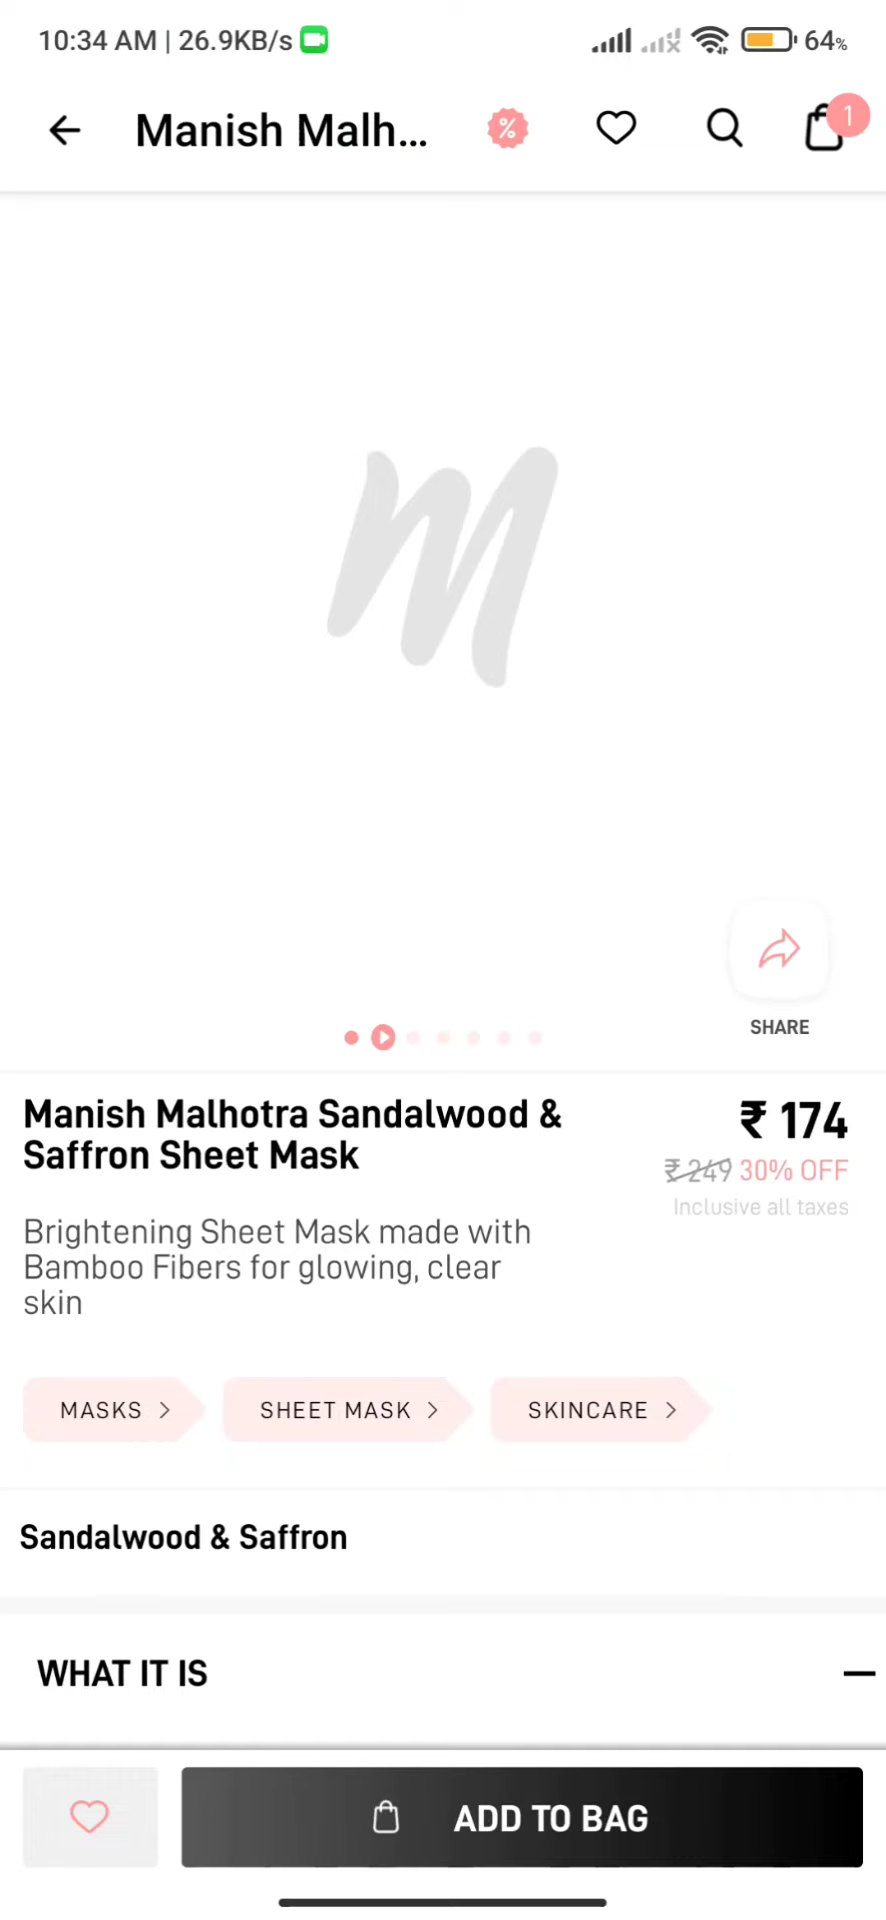 10:34 AM | 26.9KB/s 64%
Manish Malh... % 1
SHARE
Manish Malhotra Sandalwood &
Saffron Sheet Mask
₹ 174
₹ 249 30% OFF
Inclusive all taxes
Brightening Sheet Mask made with
Bamboo Fibers for glowing, clear
skin
MASKS > SHEET MASK > SKINCARE >
Sandalwood & Saffron
WHAT IT IS
ADD TO BAG